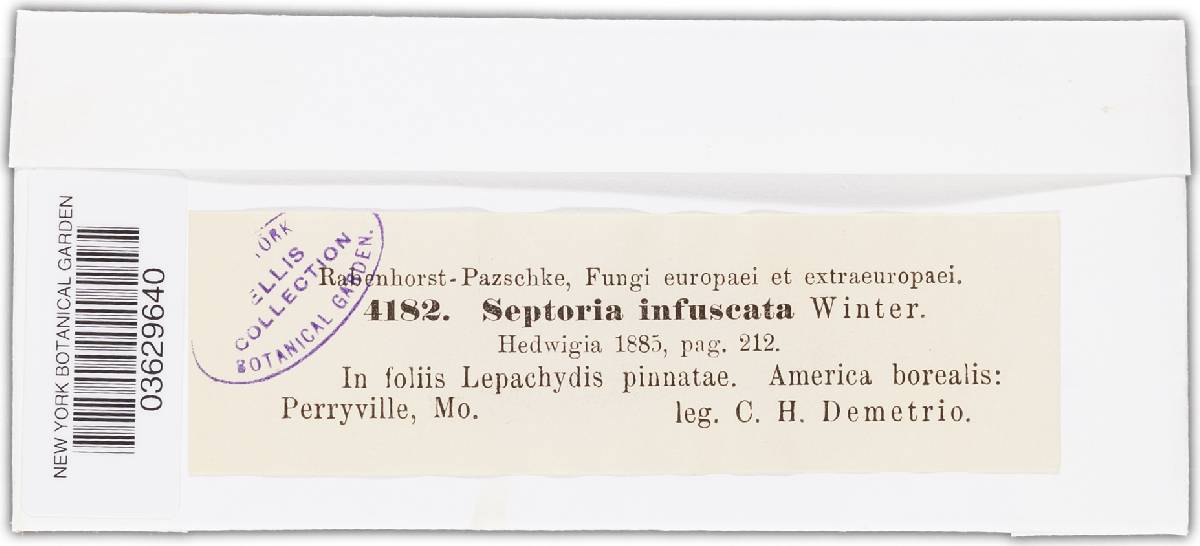 NEW YORK BOTANICAL GARDEN
03629640
YORK
ELLIS
COLLECTION
BOTANICAL GARDEN.
Rabenhorst-Pazschke, Fungi europaei et extraeuropaei.
4182. Septoria infuscata Winter.
Hedwigia 1885, pag. 212.
In foliis Lepachydis pinnatae. America borealis:
Perryville, Mo. leg. C. H. Demetrio.